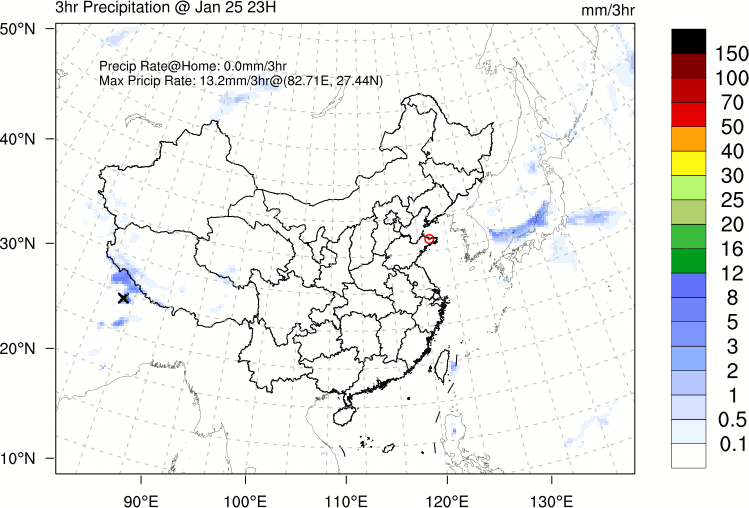 3hr Precipitation @ Jan 25 23H
mm/3hr
Precip Rate@Home: 0.0mm/3hr
Max Pricip Rate: 13.2mm/3hr@(82.71E, 27.44N)
50°N
40°N
30°N
20°N
10°N
90°E
100°E
110°E
120°E
130°E
150
100
70
50
40
30
25
20
16
12
8
5
3
2
1
0.5
0.1